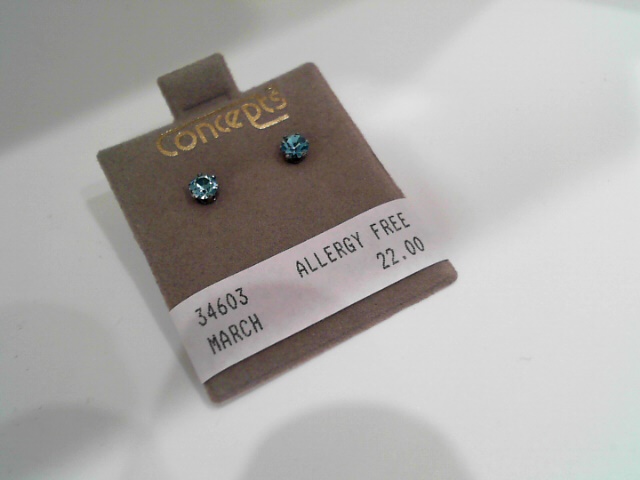 Concepts
34603 ALLERGY FREE
MARCH 22.00